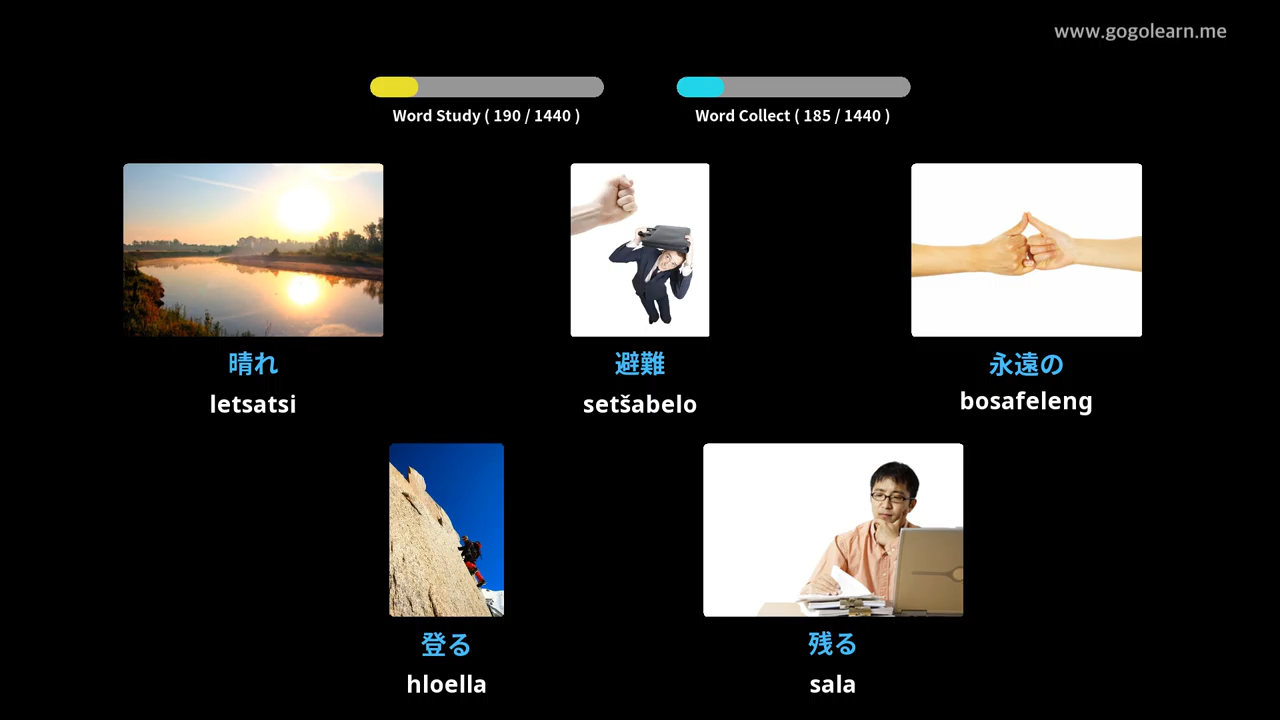 www.gogolearn.me
Word Study ( 190 / 1440 )
Word Collect ( 185 / 1440 )
晴れ
letsatsi
避難
setšabelo
永遠の
bosafeleng
登る
hloella
残る
sala